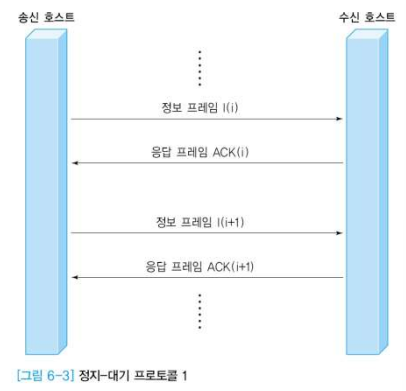 송신 호스트
수신 호스트
정보 프레임 I(i)
응답 프레임 ACK(i)
정보 프레임 I(i+1)
응답 프레임 ACK(i+1)
[그림 6-3] 정지-대기 프로토콜 1